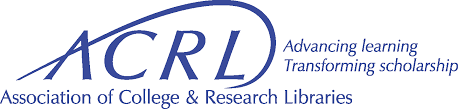 ACRL
Advancing learning
Transforming scholarship
Association of College & Research Libraries